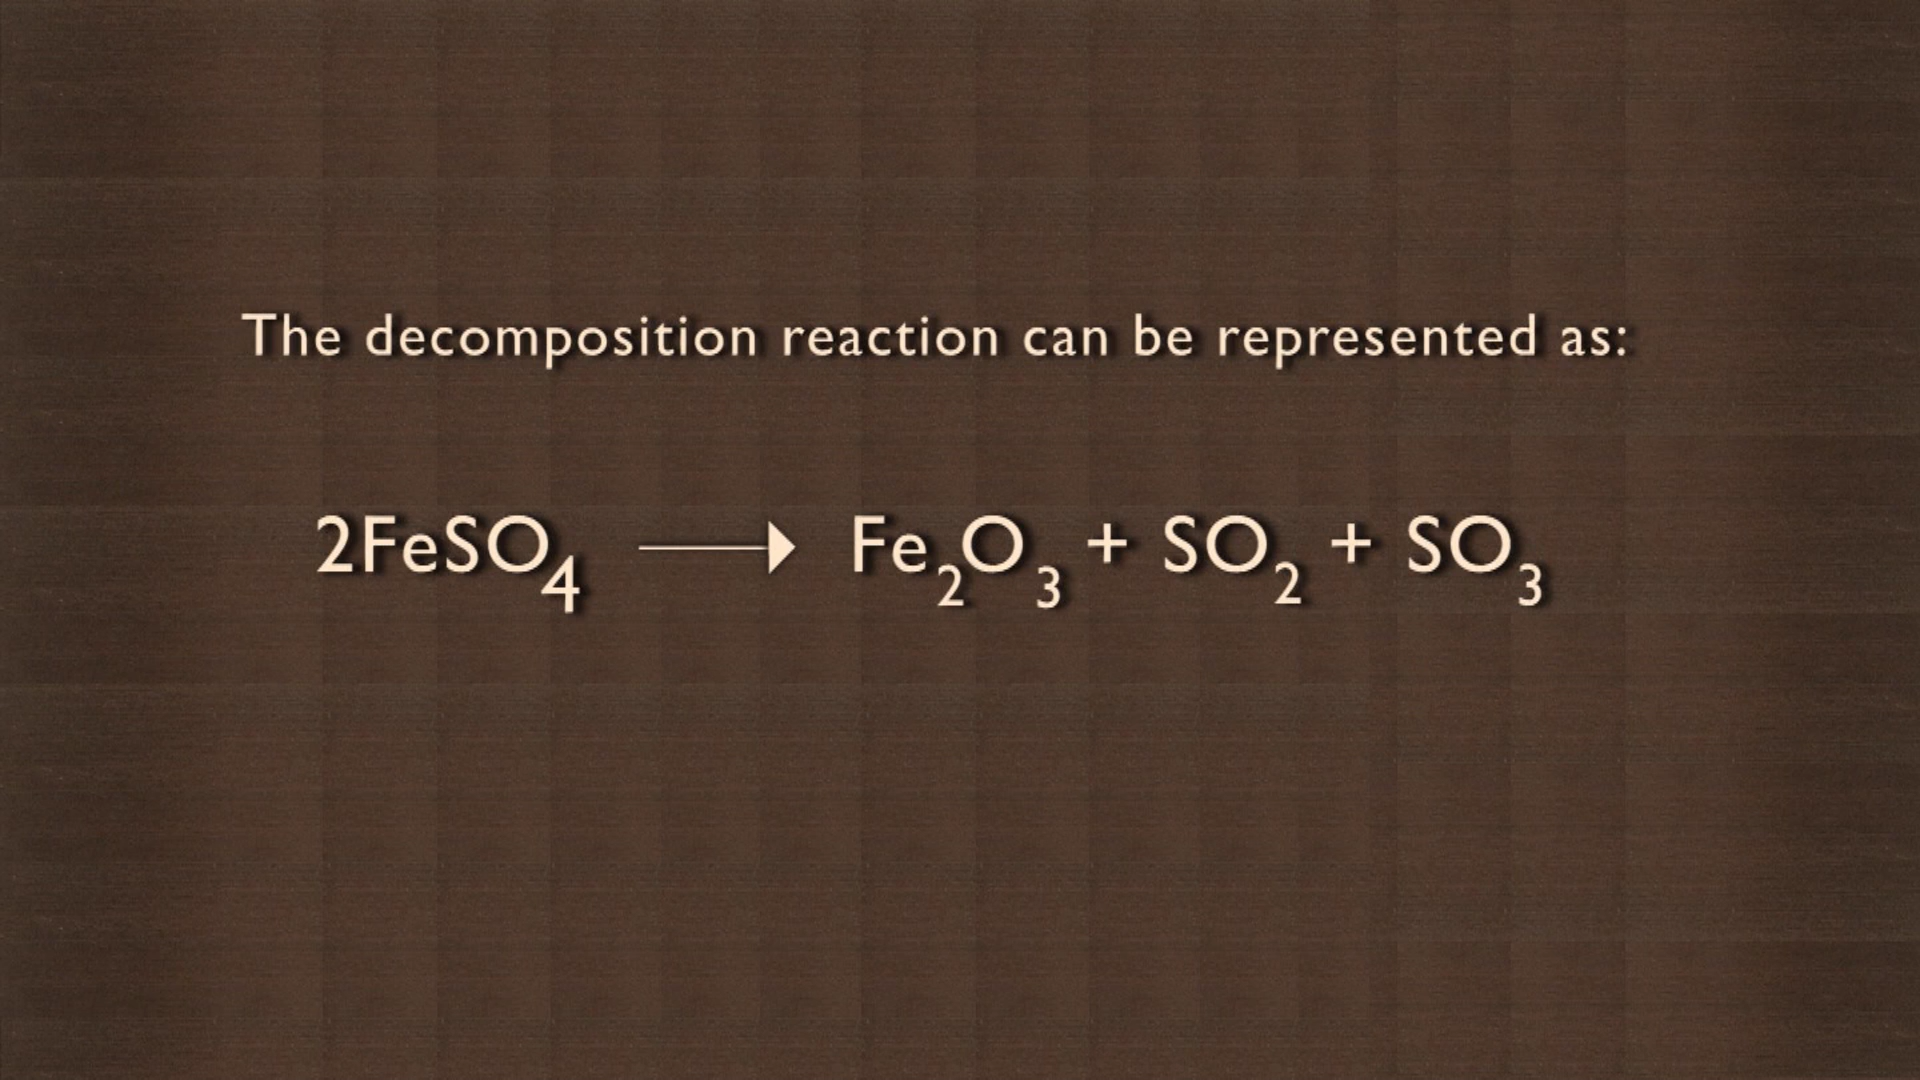 The decomposition reaction can be represented as:
2FeSO₄ ⟶ Fe₂O₃ + SO₂ + SO₃